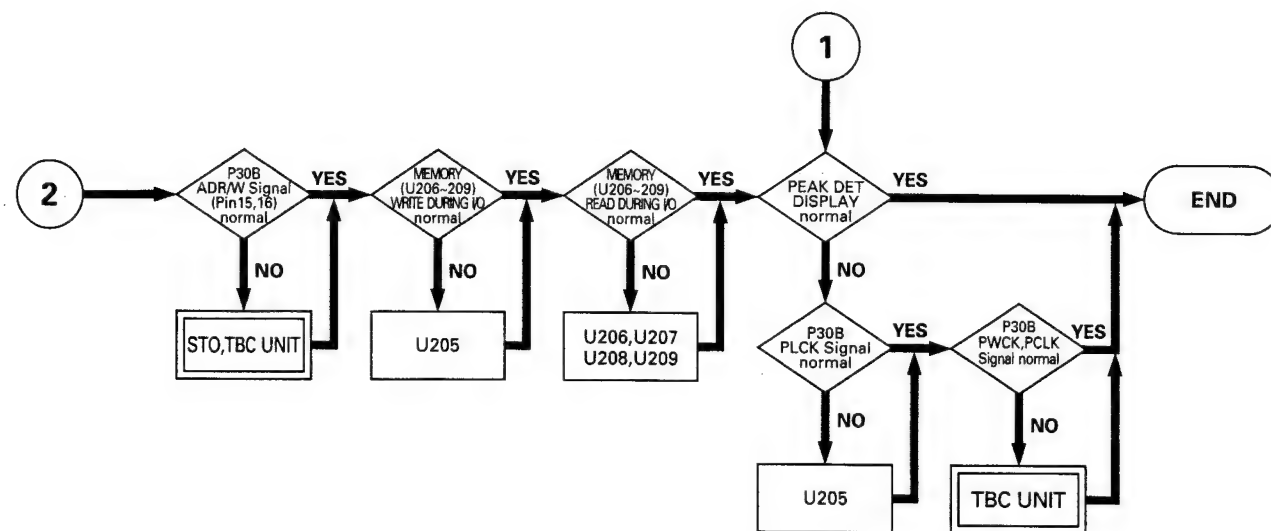 1
2
P30B
ADR/W Signal
(Pin15,16)
normal
YES
MEMORY
(U206~209)
WRITE DURING I/O
normal
YES
MEMORY
(U206~209)
READ DURING I/O
normal
YES
PEAK DET
DISPLAY
normal
YES
END
NO
NO
NO
NO
STO,TBC UNIT
U205
U206,U207
U208,U209
P30B
PLCK Signal
normal
YES
P30B
PWCK,PCLK
Signal normal
YES
NO
NO
U205
TBC UNIT